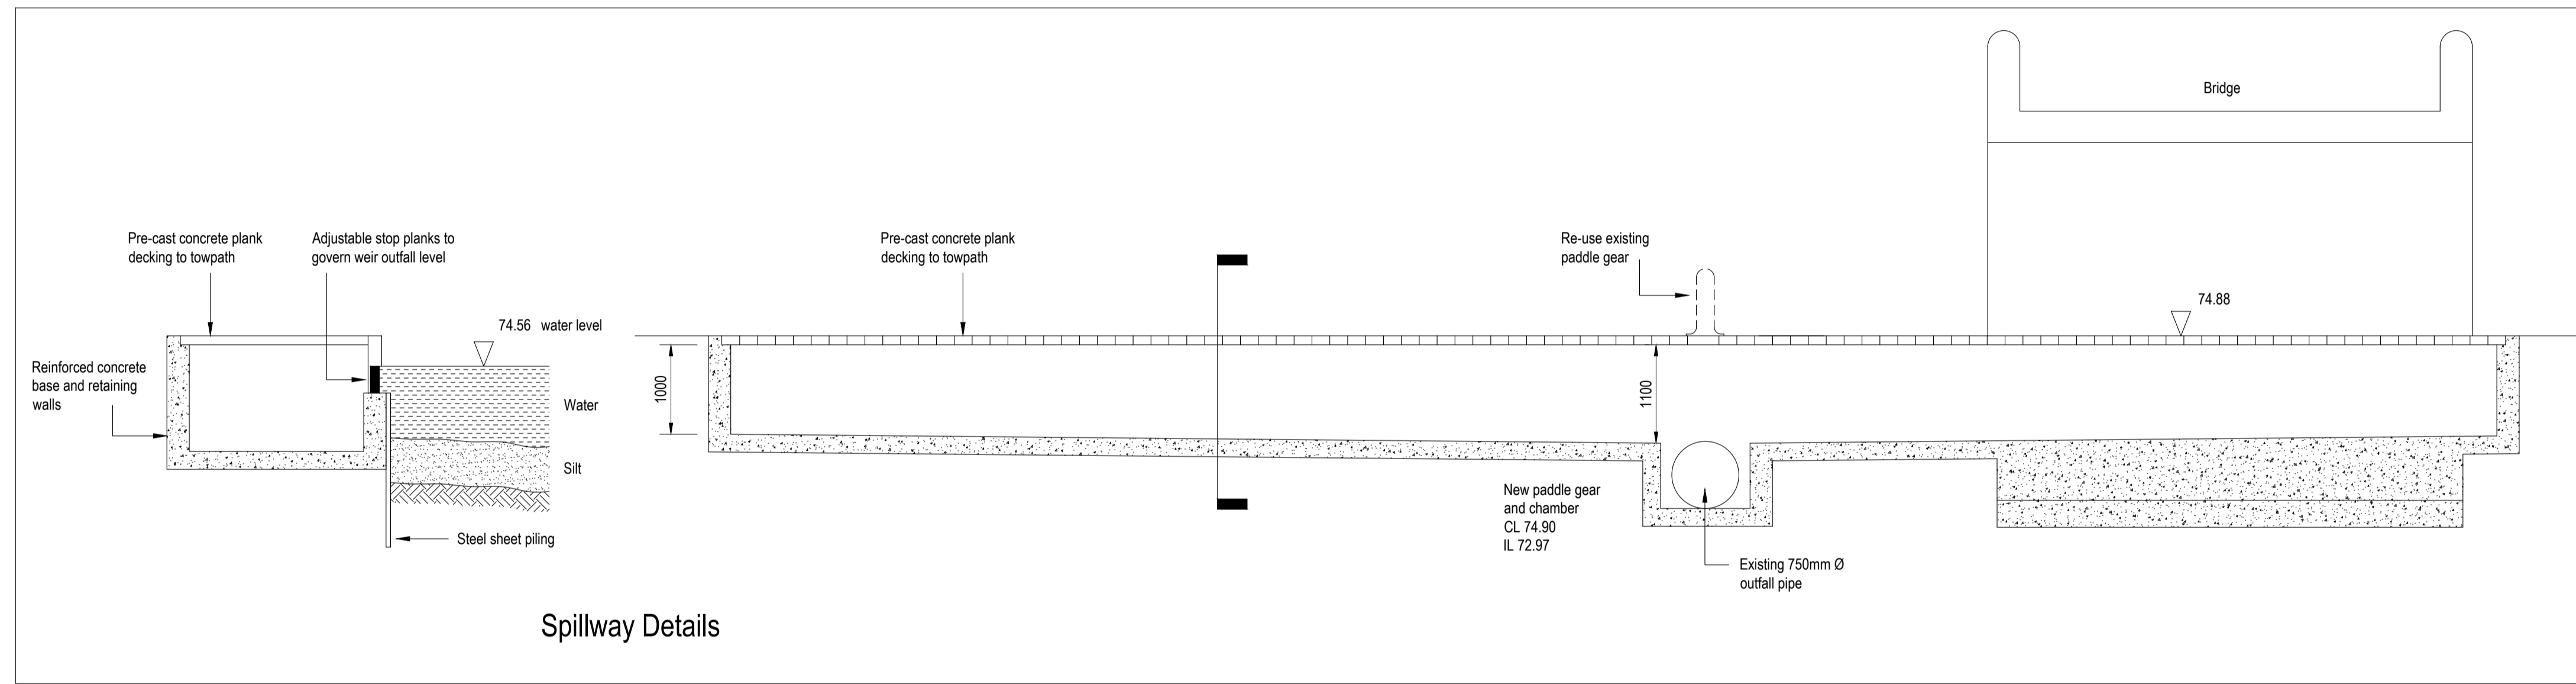 Bridge
Pre-cast concrete plank
decking to towpath
Adjustable stop planks to
govern weir outfall level
Pre-cast concrete plank
decking to towpath
Re-use existing
paddle gear
74.88
74.56 water level
Reinforced concrete
base and retaining
walls
1000
1100
Water
Silt
Steel sheet piling
New paddle gear
and chamber
CL 74.90
IL 72.97
Existing 750mm Ø
outfall pipe
Spillway Details